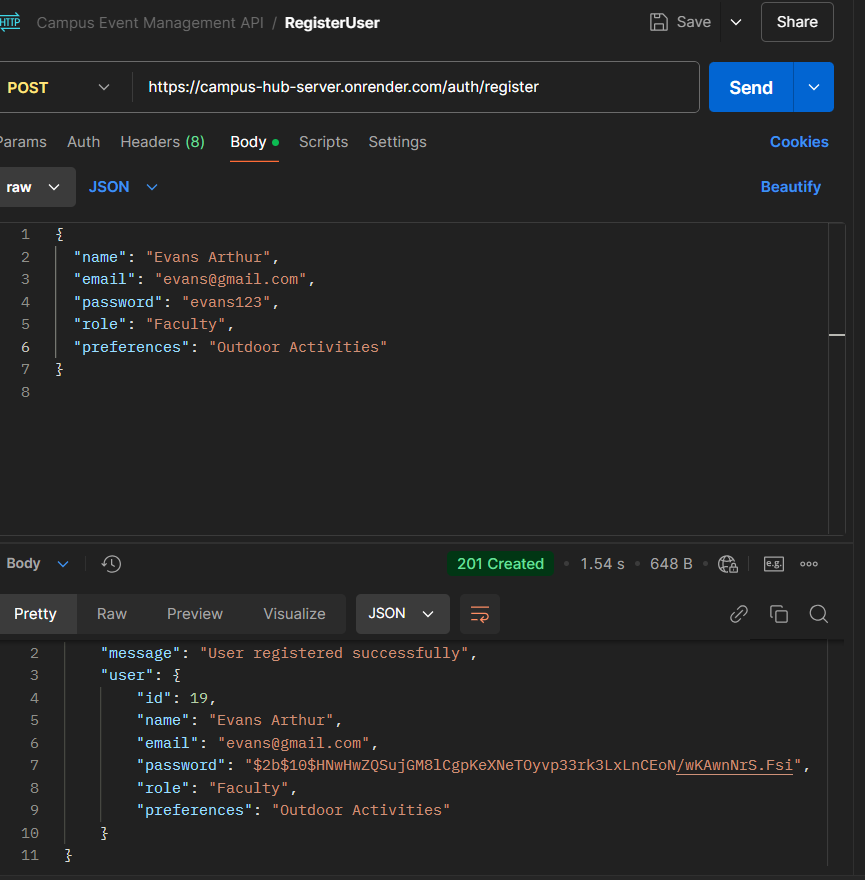 HTTP Campus Event Management API / RegisterUser Save Share
POST https://campus-hub-server.onrender.com/auth/register Send
Params Auth Headers (8) Body Scripts Settings Cookies
raw JSON Beautify
1 {
2 "name": "Evans Arthur",
3 "email": "evans@gmail.com",
4 "password": "evans123",
5 "role": "Faculty",
6 "preferences": "Outdoor Activities"
7 }
8
Body 201 Created • 1.54 s • 648 B • e.g.
Pretty Raw Preview Visualize JSON
2 "message": "User registered successfully",
3 "user": {
4 "id": 19,
5 "name": "Evans Arthur",
6 "email": "evans@gmail.com",
7 "password": "$2b$10$HNwHwZQSujGM8lCgpKeXNeTOyvp33rk3LxLnCEoN/wKAwnNrS.Fsi",
8 "role": "Faculty",
9 "preferences": "Outdoor Activities"
10 }
11 }